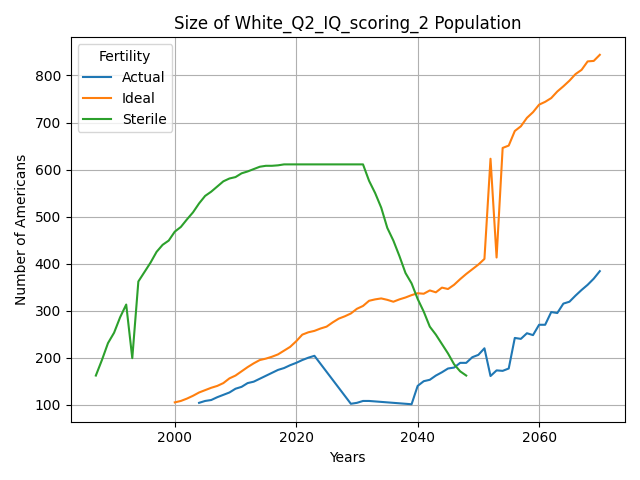 Size of White_Q2_IQ_scoring_2 Population
Fertility
Actual
Ideal
Sterile
Number of Americans
800
700
600
500
400
300
200
100
2000
2020
2040
2060
Years